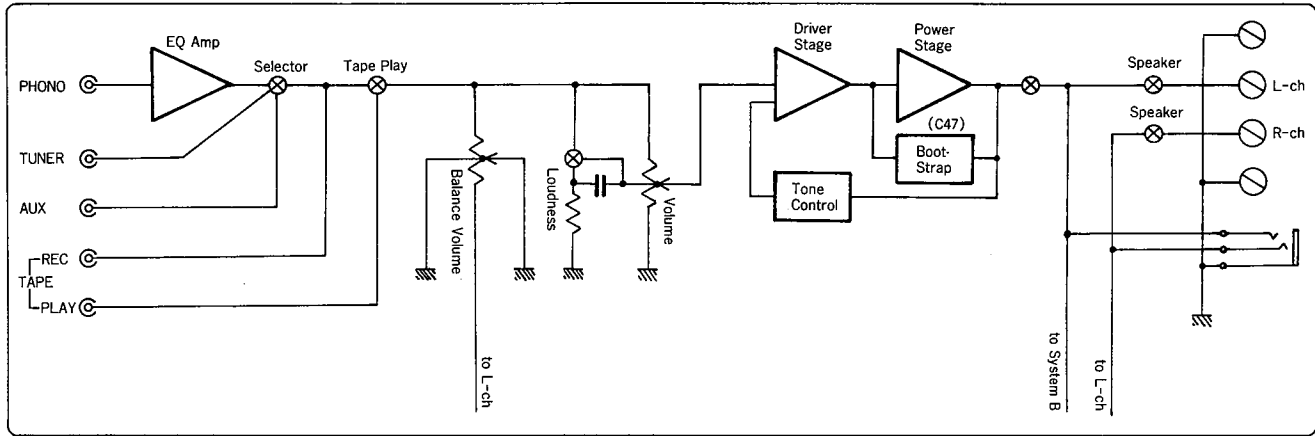 EQ Amp
Driver
Stage
Power
Stage
Selector
Tape Play
Speaker
PHONO
L-ch
Speaker
(C47)
R-ch
Boot-
Strap
TUNER
Balance Volume
Loudness
Volume
Tone
Control
AUX
REC
TAPE
PLAY
to L-ch
to System B
to L-ch